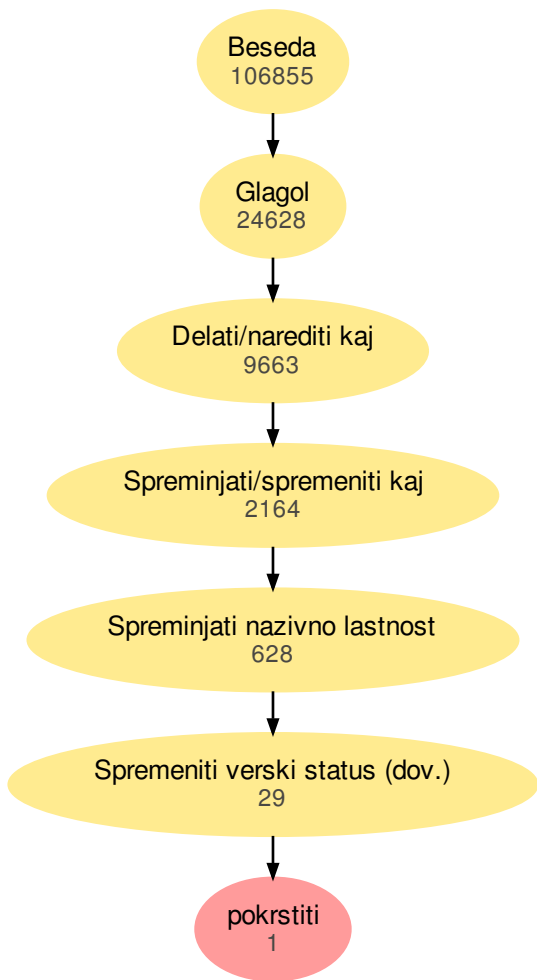 Beseda
106855
Glagol
24628
Delati/narediti kaj
9663
Spreminjati/spremeniti kaj
2164
Spreminjati nazivno lastnost
628
Spremeniti verski status (dov.)
29
pokrstiti
1